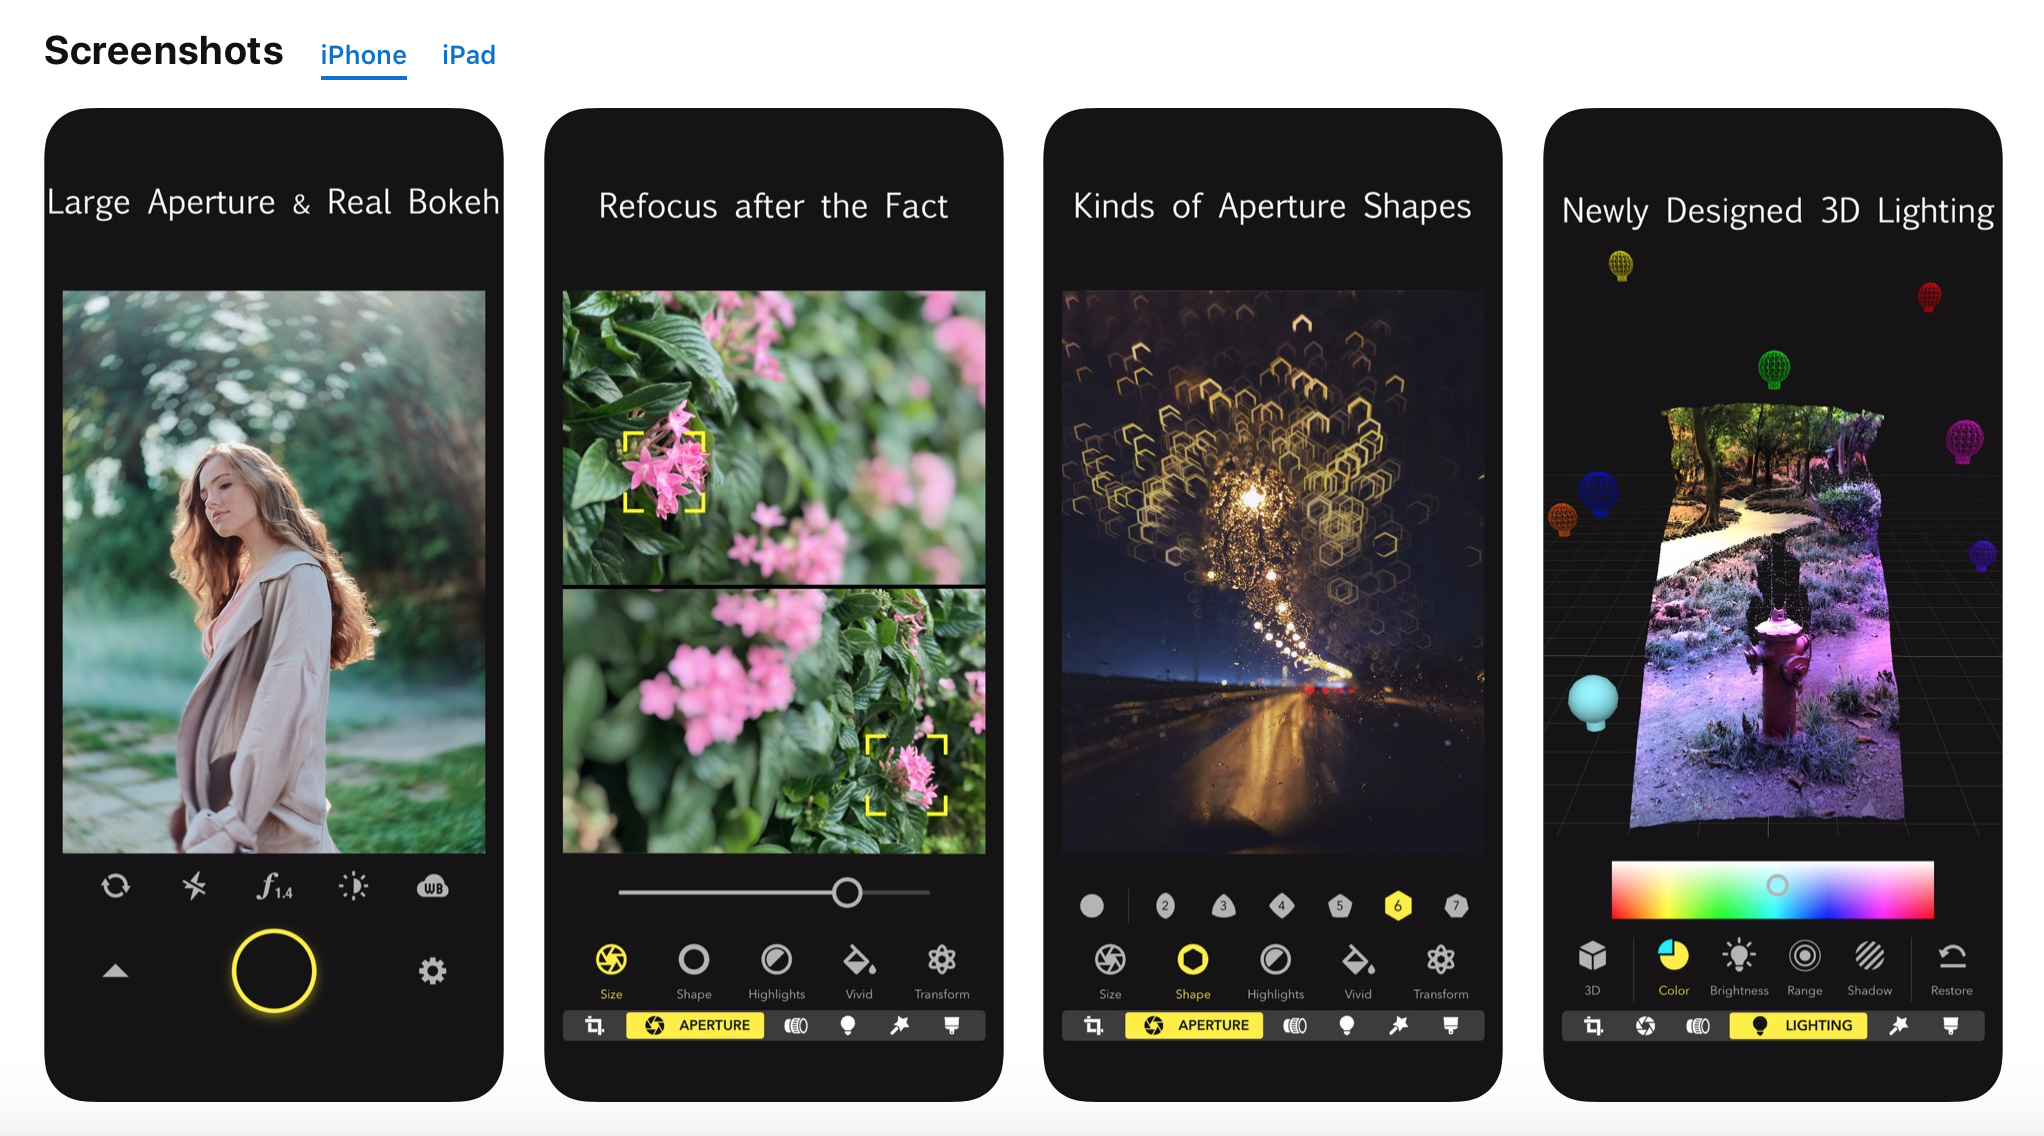 Screenshots iPhone iPad
Large Aperture & Real Bokeh
f1.4
WB
Refocus after the Fact
Size Shape Highlights Vivid Transform
APERTURE
Kinds of Aperture Shapes
2 3 4 5 6 7
Size Shape Highlights Vivid Transform
APERTURE
Newly Designed 3D Lighting
3D Color Brightness Range Shadow Restore
LIGHTING